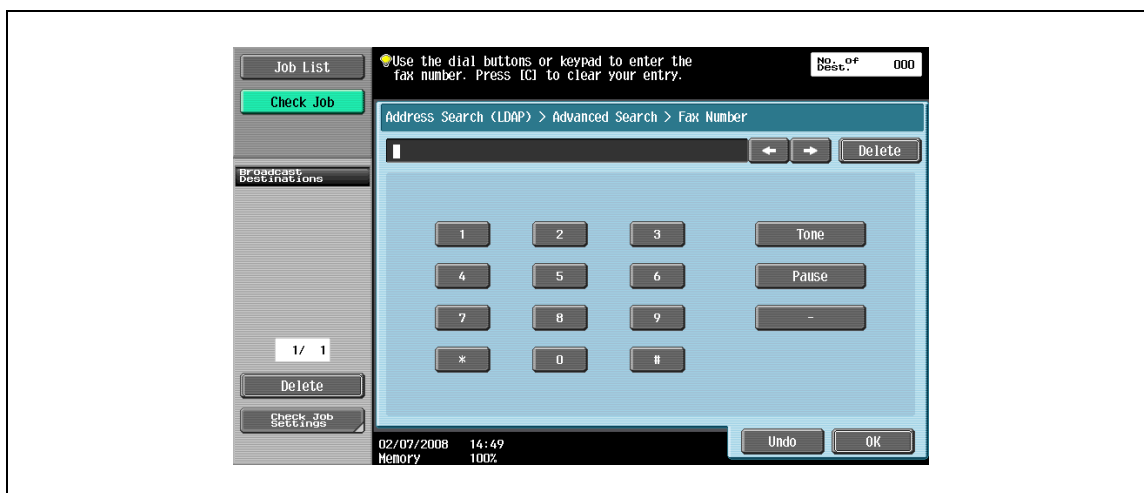 Job List
Check Job
Use the dial buttons or keypad to enter the
fax number. Press [C] to clear your entry.
No. of
Dest.
000
Address Search (LDAP) > Advanced Search > Fax Number
Delete
Broadcast
Destinations
1 2 3 Tone
4 5 6 Pause
7 8 9 -
* 0 #
1/ 1
Delete
Check Job
Settings
02/07/2008 14:49
Memory 100%
Undo OK